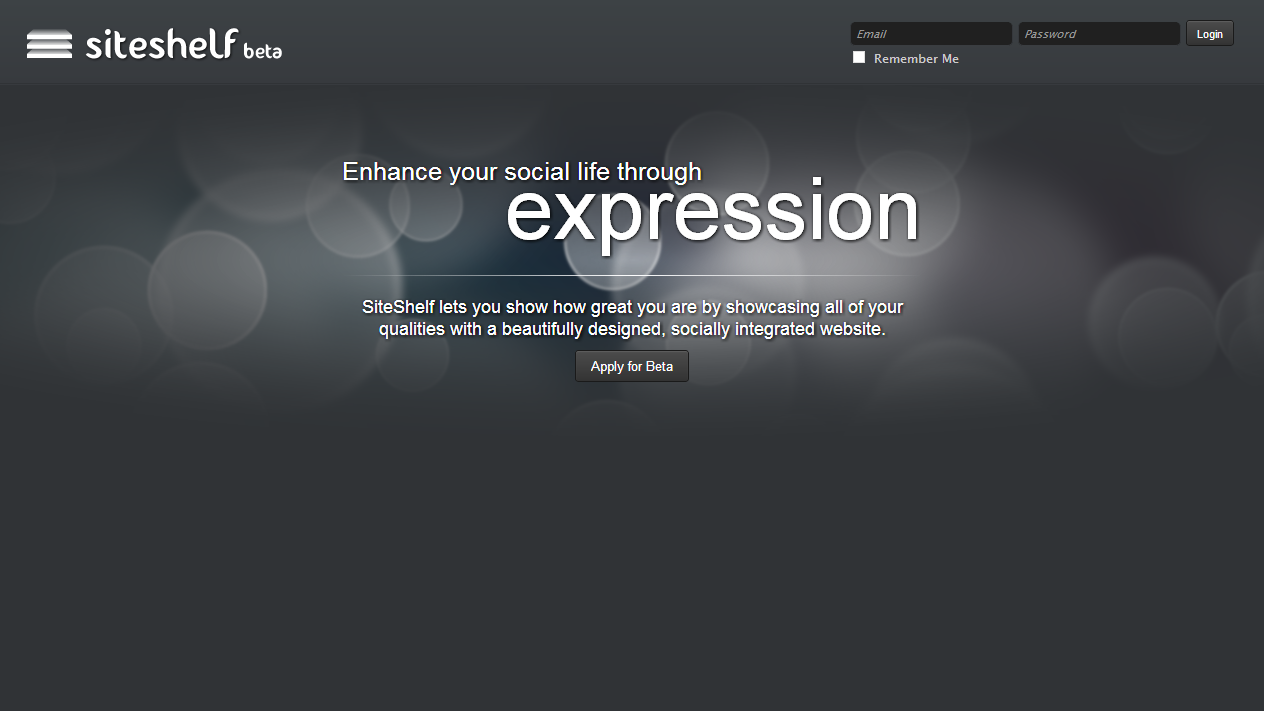 siteshelf beta
Email Password Login
Remember Me
Enhance your social life through
expression
SiteShelf lets you show how great you are by showcasing all of your
qualities with a beautifully designed, socially integrated website.
Apply for Beta